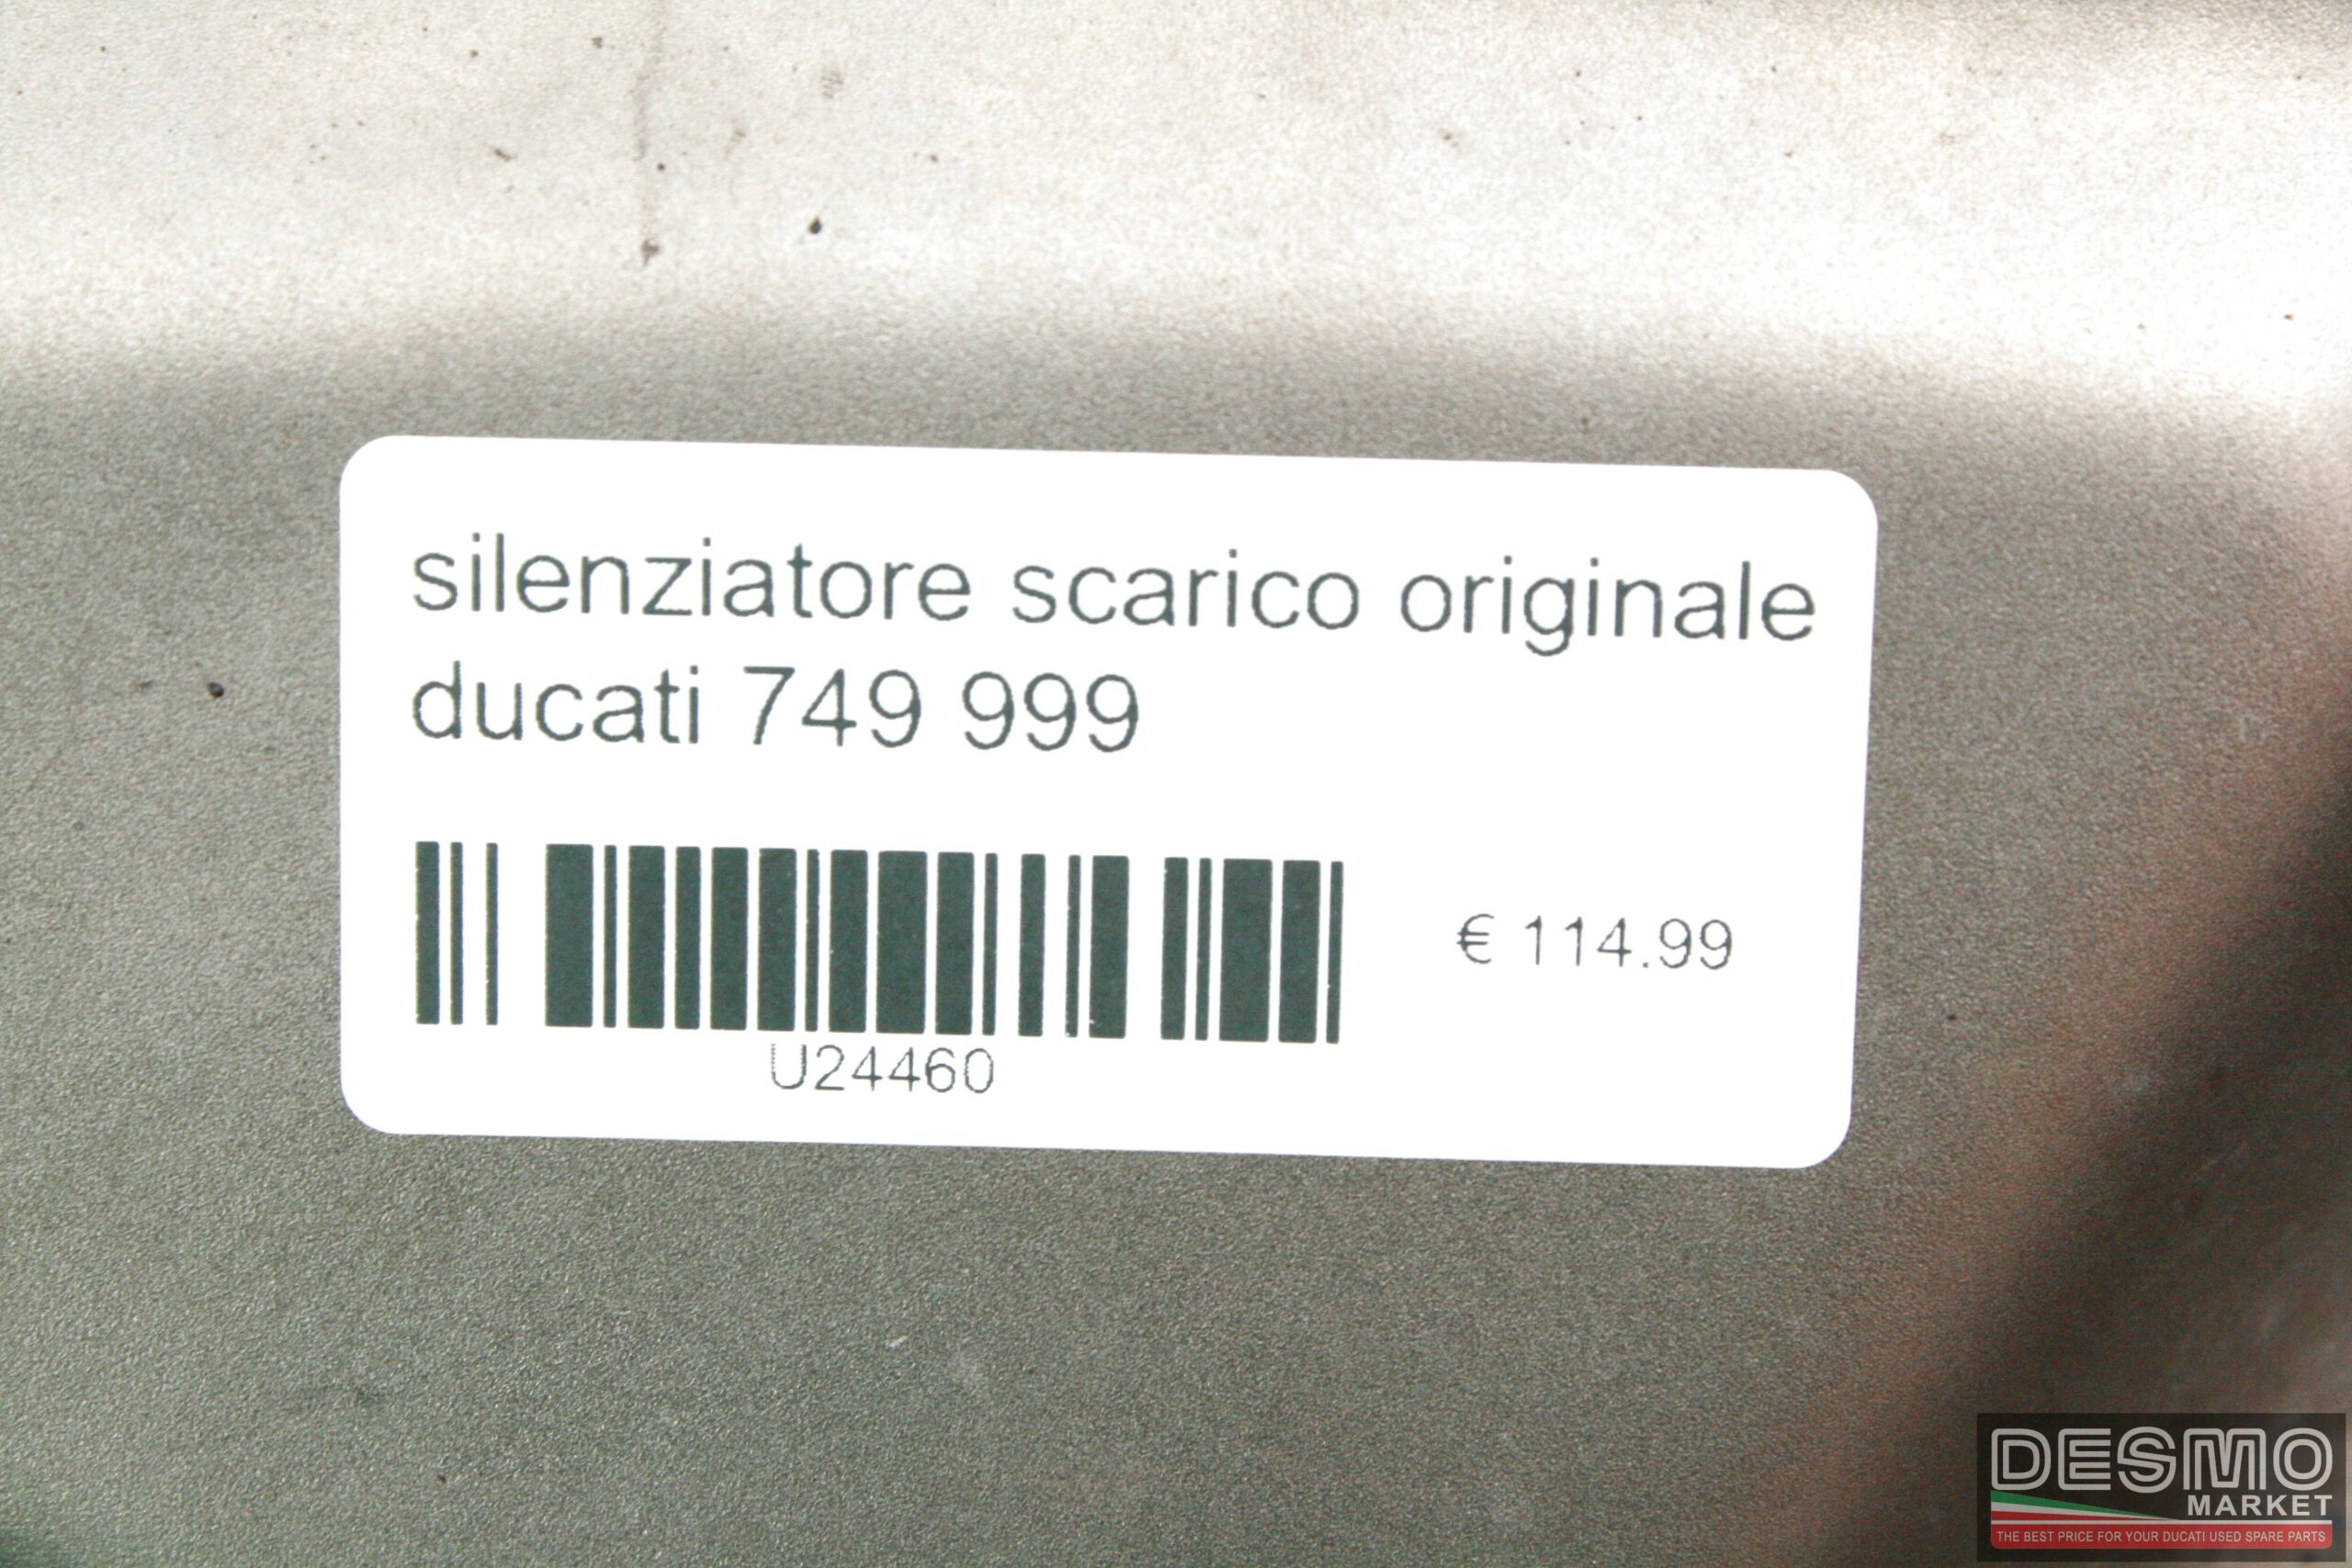 silenziatore scarico originale
ducati 749 999
€ 114.99
U24460
DESMO
MARKET
THE BEST PRICE FOR YOUR DUCATI USED SPARE PARTS